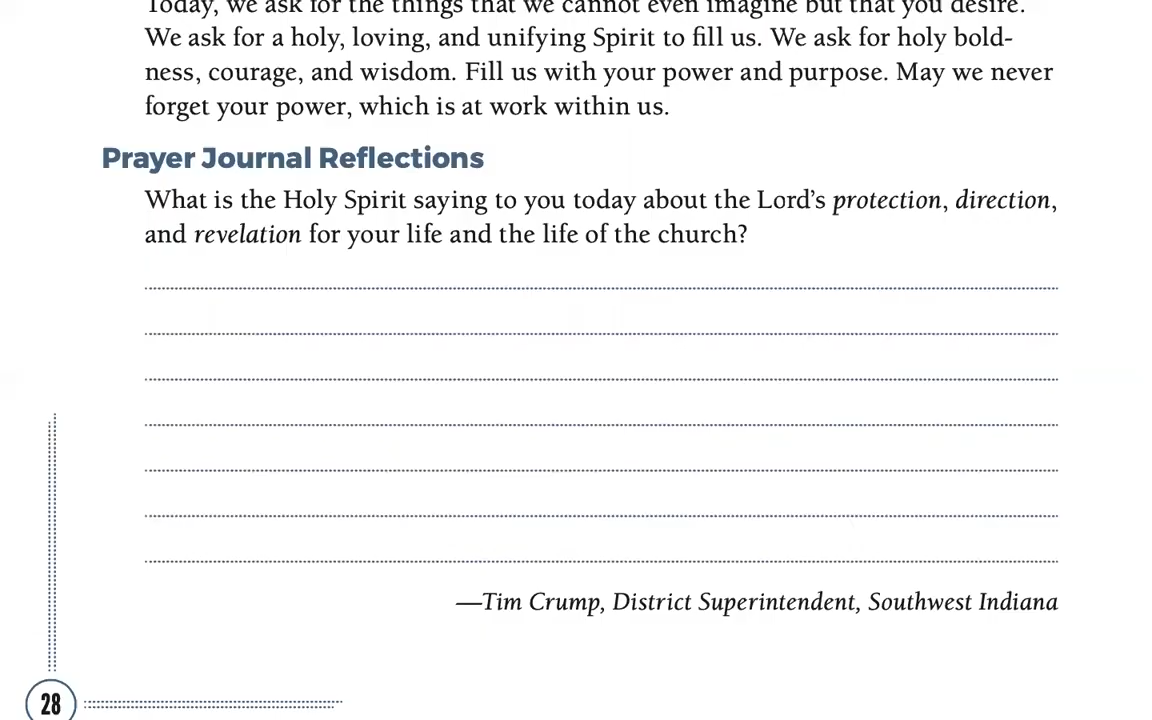 Today, we ask for the things that we cannot even imagine but that you desire.
We ask for a holy, loving, and unifying Spirit to fill us. We ask for holy bold-
ness, courage, and wisdom. Fill us with your power and purpose. May we never
forget your power, which is at work within us.
Prayer Journal Reflections
What is the Holy Spirit saying to you today about the Lord’s protection, direction,
and revelation for your life and the life of the church?
—Tim Crump, District Superintendent, Southwest Indiana
28